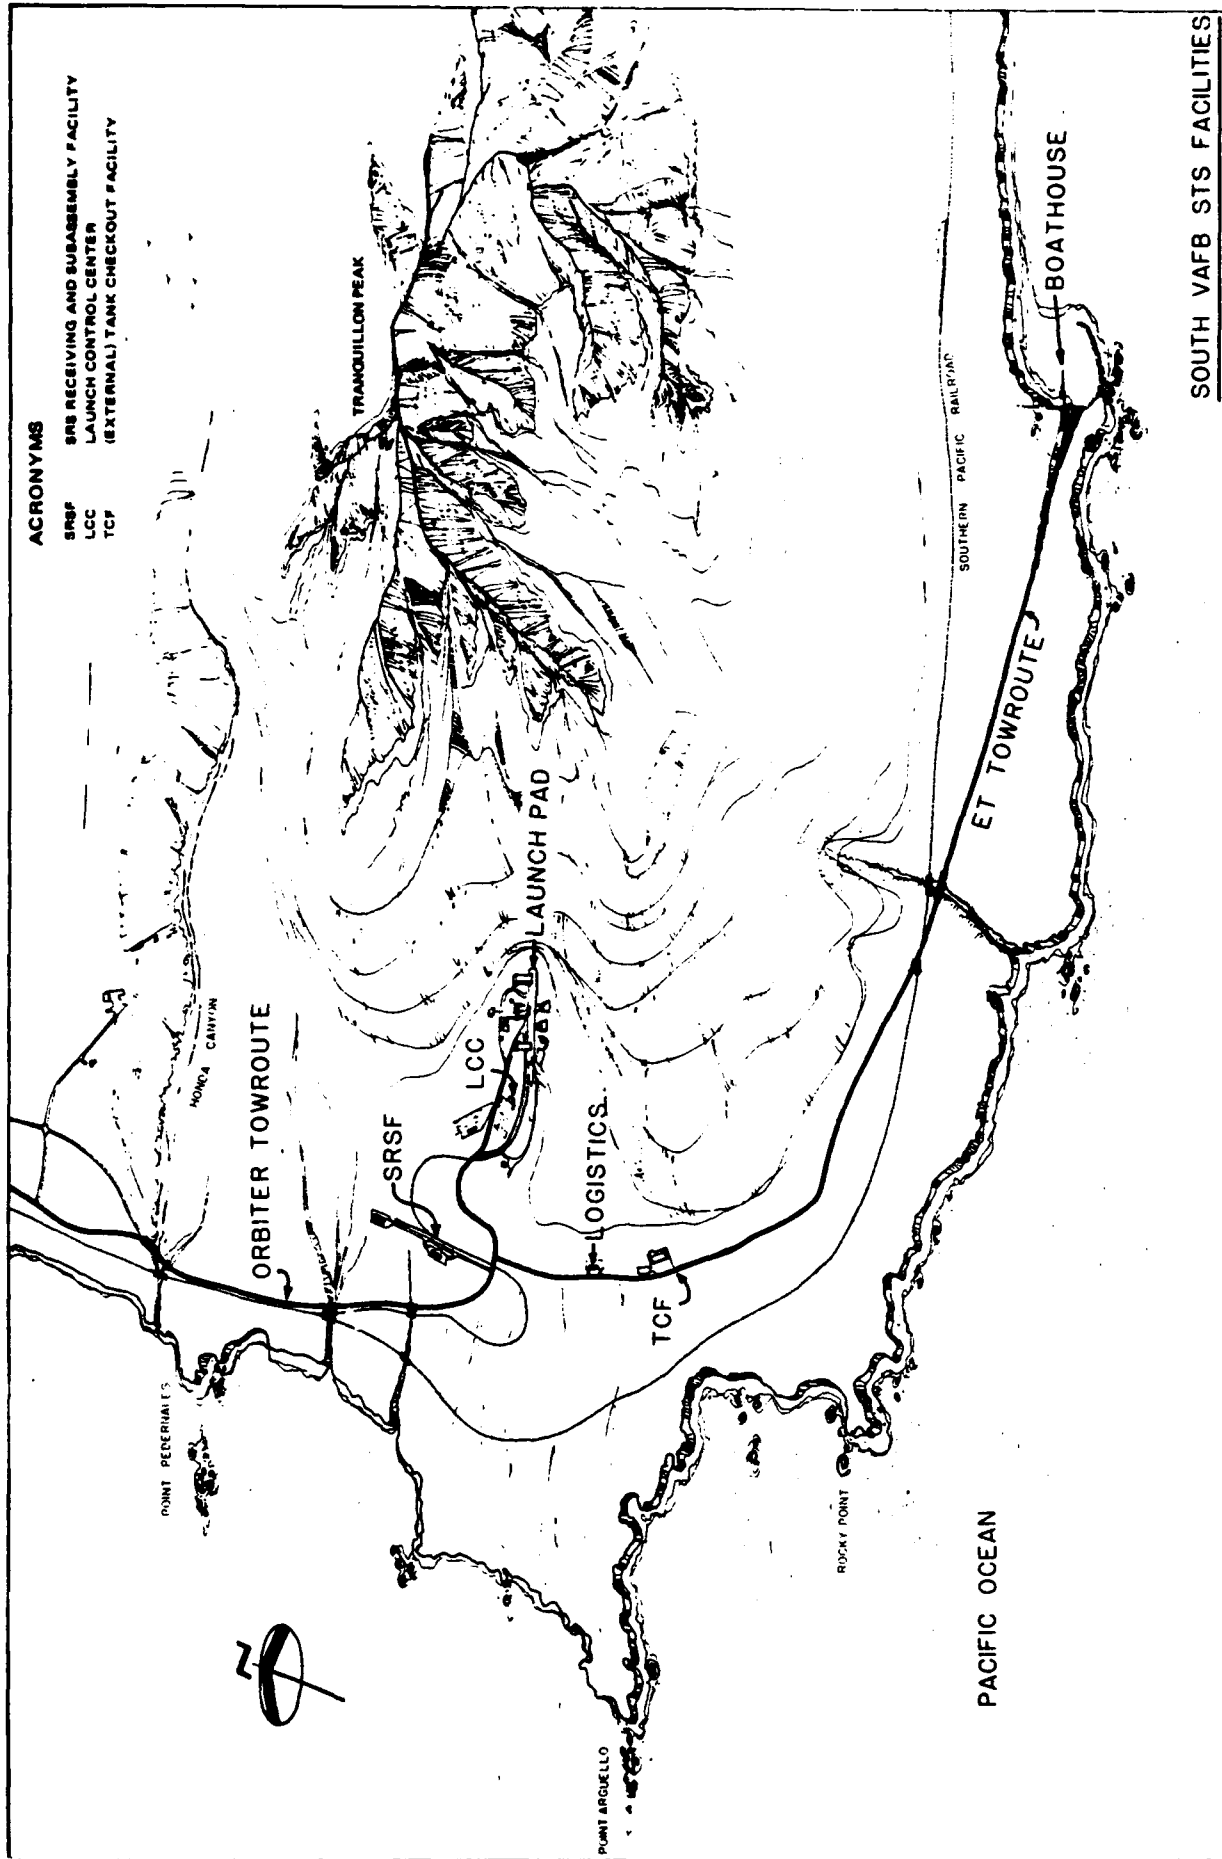 ACRONYMS
SRSF SRB RECEIVING AND SUBASSEMBLY FACILITY
LCC LAUNCH CONTROL CENTER
TCF (EXTERNAL) TANK CHECKOUT FACILITY
TRANQUILLON PEAK
HONDA CANYON
ORBITER TOWROUTE
POINT PEDERNALES
N
SRSF
LCC
LAUNCH PAD
LOGISTICS
TCF
POINT ARGUELLO
ROCKY POINT
SOUTHERN PACIFIC RAILROAD
ET TOWROUTE
BOATHOUSE
PACIFIC OCEAN
SOUTH VAFB STS FACILITIES